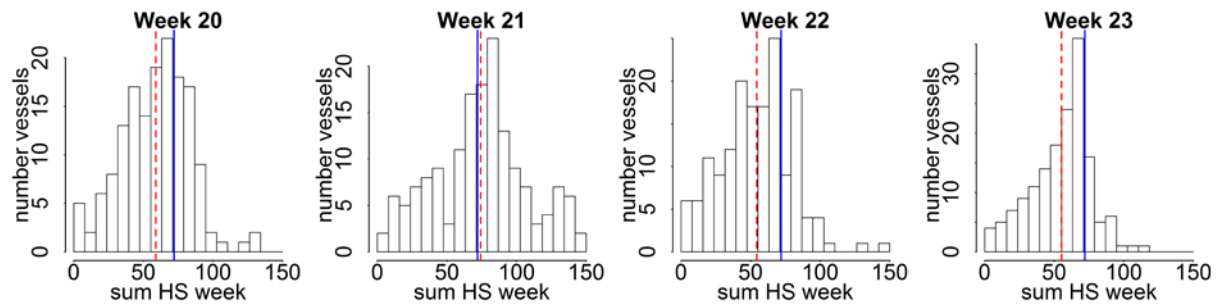 Week 20
number vessels
0 5 10 15 20
0 50 100 150
sum HS week
Week 21
number vessels
0 5 10 15 20
0 50 100 150
sum HS week
Week 22
number vessels
0 5 10 20
0 50 100 150
sum HS week
Week 23
number vessels
0 10 20 30
0 50 100 150
sum HS week